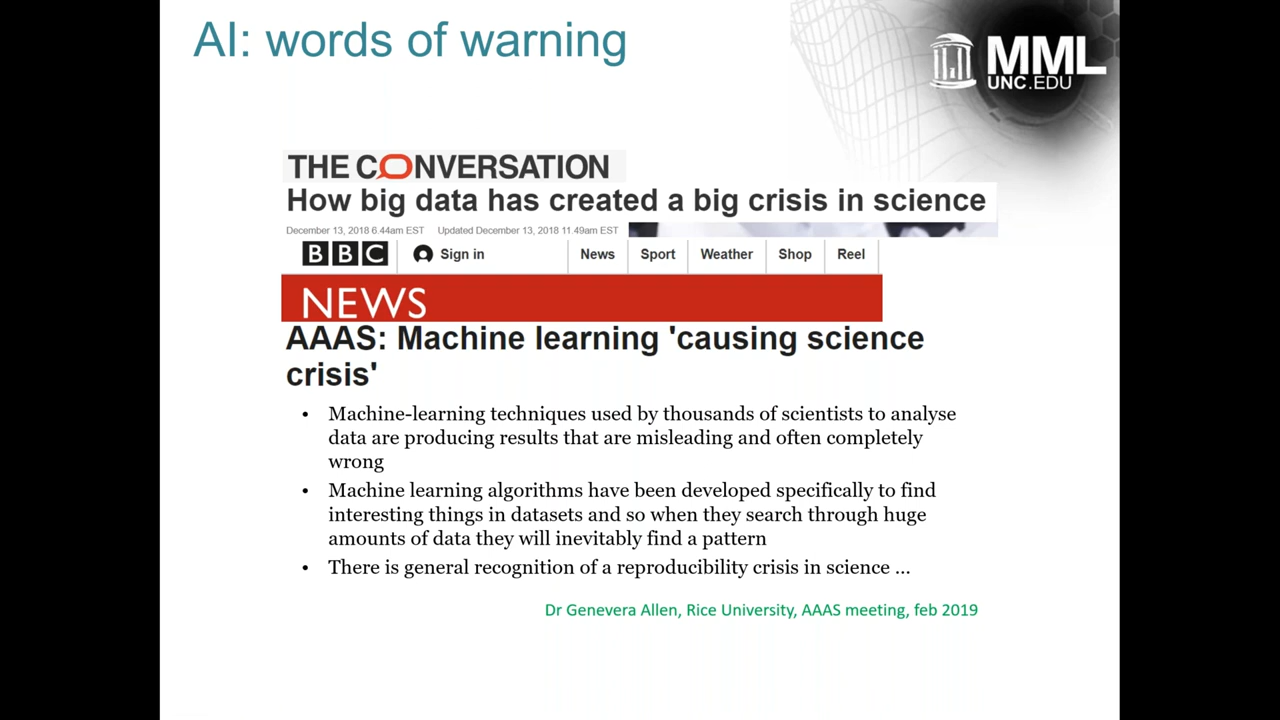 AI: words of warning
MML
UNC.EDU
THE CONVERSATION
How big data has created a big crisis in science
December 13, 2018 6.44am EST Updated December 13, 2018 11.49am EST
BBC Sign in News Sport Weather Shop Reel
NEWS
AAAS: Machine learning 'causing science
crisis'
• Machine-learning techniques used by thousands of scientists to analyse
data are producing results that are misleading and often completely
wrong
• Machine learning algorithms have been developed specifically to find
interesting things in datasets and so when they search through huge
amounts of data they will inevitably find a pattern
• There is general recognition of a reproducibility crisis in science ...
Dr Genevera Allen, Rice University, AAAS meeting, feb 2019